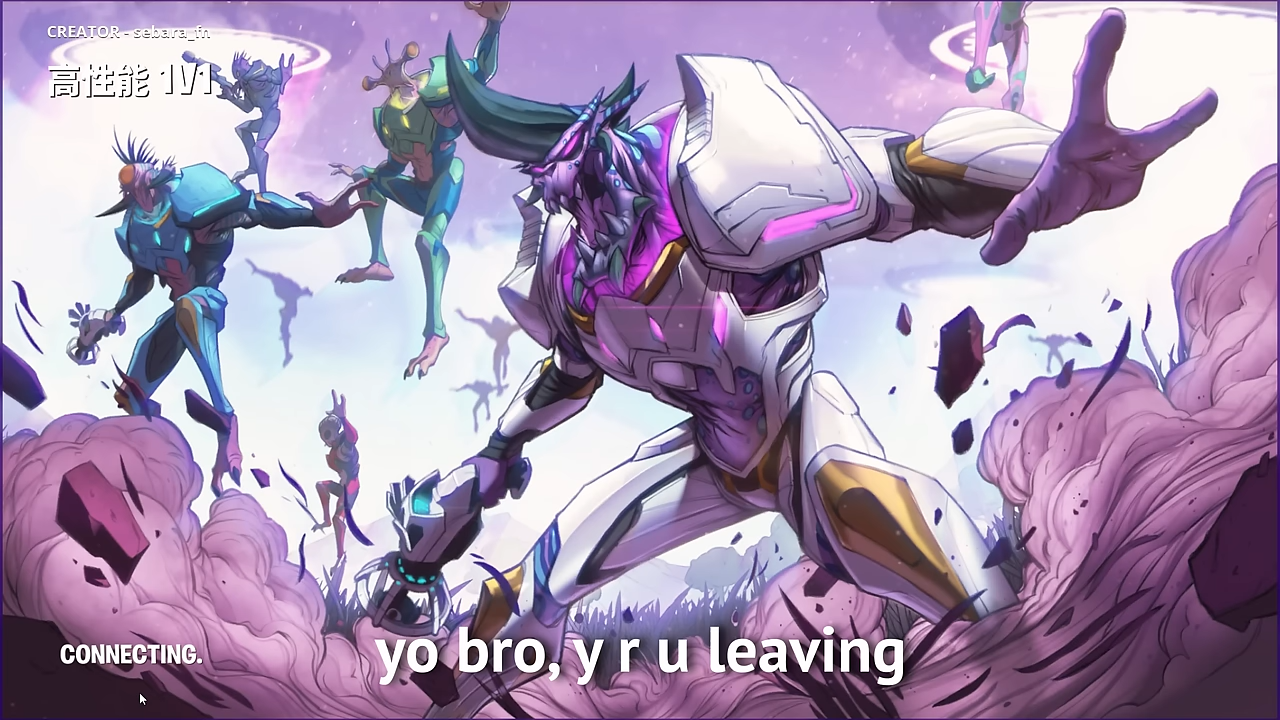 CREATOR - sebara_fn
高性能 1V1
CONNECTING.
yo bro, y r u leaving